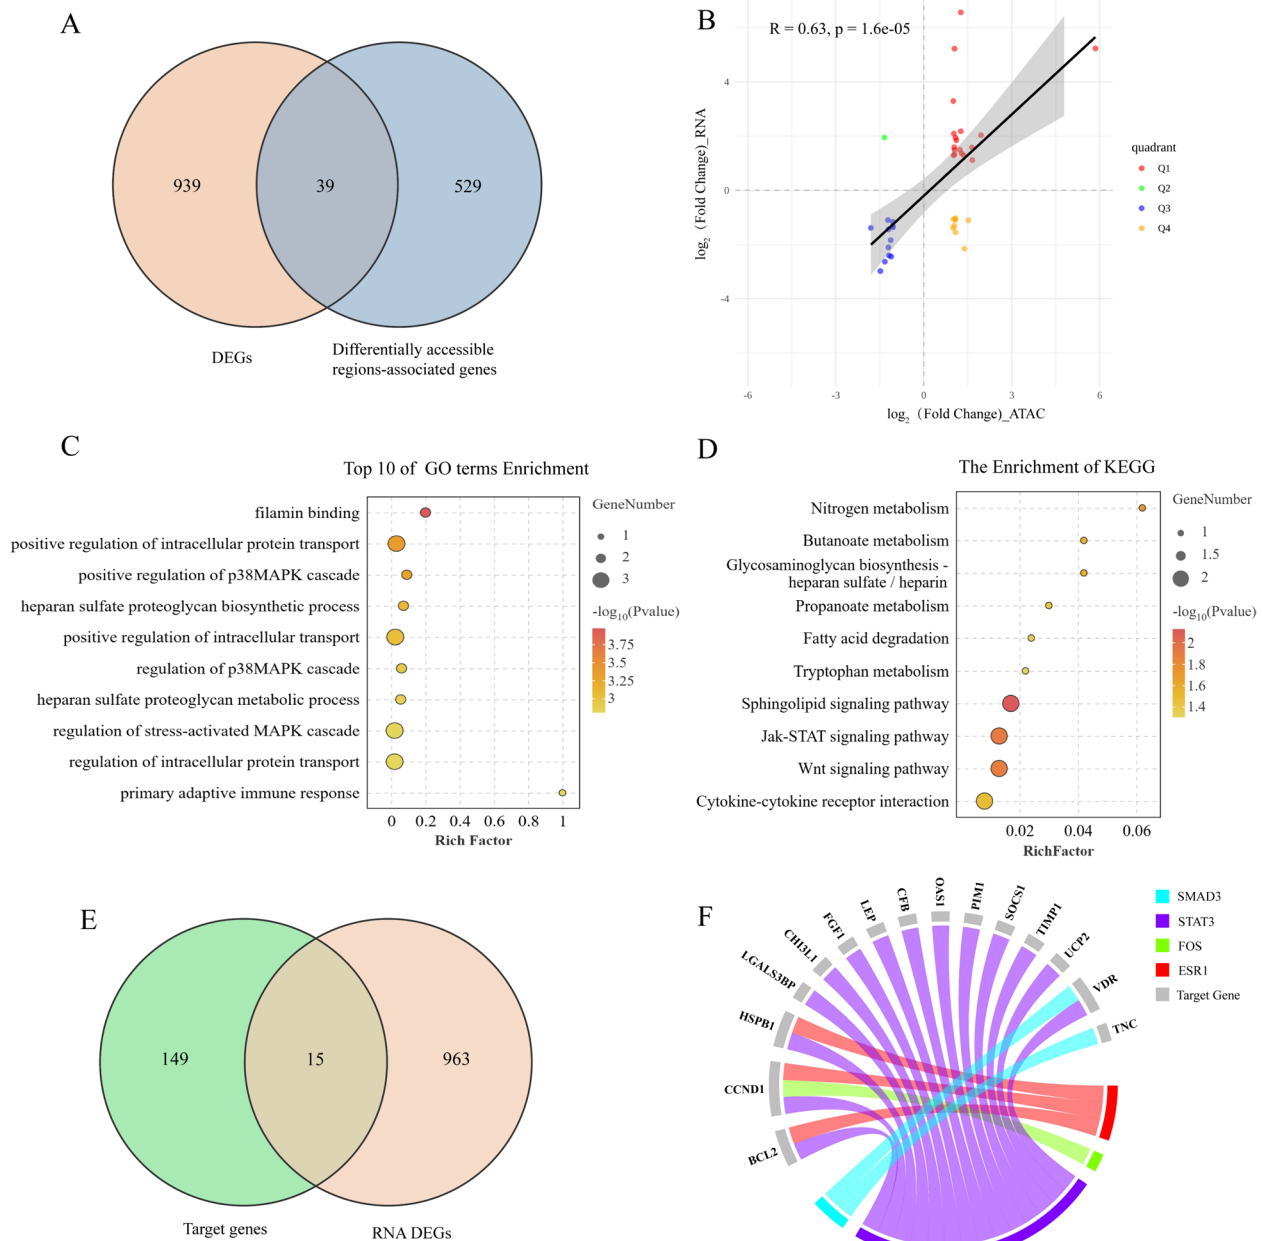 A
939
39
529
DEGs
Differentially accessible
regions-associated genes
B
R = 0.63, p = 1.6e-05
log2 (Fold Change)_RNA
4
0
-4
-6
-3
0
3
6
log2 (Fold Change)_ATAC
quadrant
Q1
Q2
Q3
Q4
C
Top 10 of GO terms Enrichment
filamin binding
positive regulation of intracellular protein transport
positive regulation of p38MAPK cascade
heparan sulfate proteoglycan biosynthetic process
positive regulation of intracellular transport
regulation of p38MAPK cascade
heparan sulfate proteoglycan metabolic process
regulation of stress-activated MAPK cascade
regulation of intracellular protein transport
primary adaptive immune response
0 0.2 0.4 0.6 0.8 1
Rich Factor
GeneNumber
1
2
3
-log10(Pvalue)
3.75
3.5
3.25
3
D
The Enrichment of KEGG
Nitrogen metabolism
Butanoate metabolism
Glycosaminoglycan biosynthesis -
heparan sulfate / heparin
Propanoate metabolism
Fatty acid degradation
Tryptophan metabolism
Sphingolipid signaling pathway
Jak-STAT signaling pathway
Wnt signaling pathway
Cytokine-cytokine receptor interaction
0.02 0.04 0.06
RichFactor
GeneNumber
1
1.5
2
-log10(Pvalue)
2
1.8
1.6
1.4
E
149
15
963
Target genes
RNA DEGs
F
BCL2
CCND1
HSPB1
LGALS3BP
CHI3L1
FGF1
LEP
CFB
OAS1
PIM1
SOCS1
TIMP1
UCP2
VDR
TNC
SMAD3
STAT3
FOS
ESR1
Target Gene